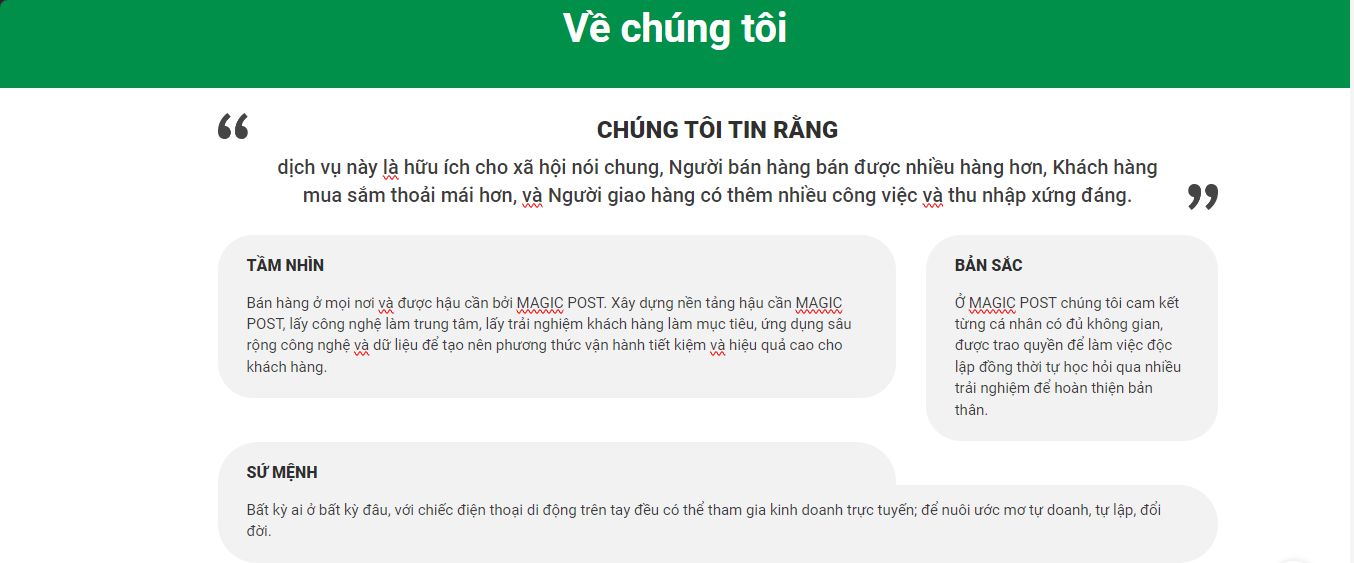 Về chúng tôi
CHÚNG TÔI TIN RẰNG
dịch vụ này là hữu ích cho xã hội nói chung, Người bán hàng bán được nhiều hàng hơn, Khách hàng
mua sắm thoải mái hơn, và Người giao hàng có thêm nhiều công việc và thu nhập xứng đáng.
TẦM NHÌN
Bán hàng ở mọi nơi và được hậu cần bởi MAGIC POST. Xây dựng nền tảng hậu cần MAGIC
POST, lấy công nghệ làm trung tâm, lấy trải nghiệm khách hàng làm mục tiêu, ứng dụng sâu
rộng công nghệ và dữ liệu để tạo nên phương thức vận hành tiết kiệm và hiệu quả cao cho
khách hàng.
BẢN SẮC
Ở MAGIC POST chúng tôi cam kết
từng cá nhân có đủ không gian,
được trao quyền để làm việc độc
lập đồng thời tự học hỏi qua nhiều
trải nghiệm để hoàn thiện bản
thân.
SỨ MỆNH
Bất kỳ ai ở bất kỳ đâu, với chiếc điện thoại di động trên tay đều có thể tham gia kinh doanh trực tuyến; để nuôi ước mơ tự doanh, tự lập, đổi
đời.